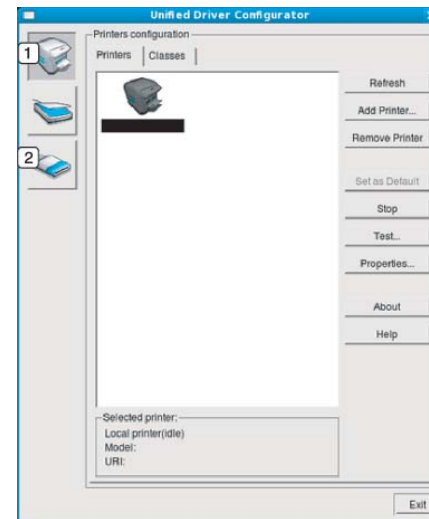 Unified Driver Configurator
1
Printers configuration
Printers
Classes
2
Refresh
Add Printer...
Remove Printer
Set as Default
Stop
Test...
Properties...
About
Help
Selected printer:
Local printer(idle)
Model:
URI:
Exit